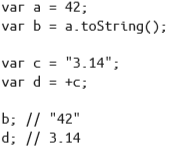 var a = 42;
var b = a.toString();
var c = "3.14";
var d = +c;
b; // "42"
d; // 3.14